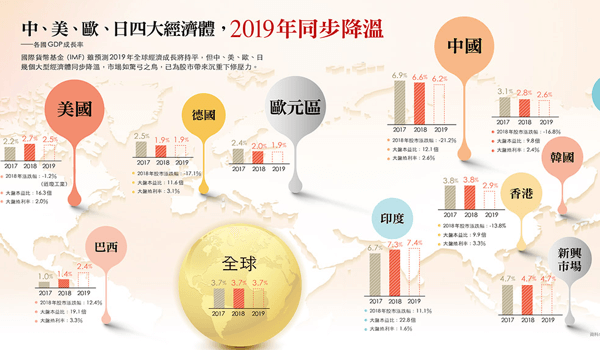 中、美、歐、日四大經濟體，2019年同步降溫
——各國GDP成長率
國際貨幣基金 (IMF) 雖預測2019年全球經濟成長將持平，但中、美、歐、日
幾個大型經濟體同步降溫，市場如驚弓之鳥，已為股市帶來沉重下修壓力。
美國
2.2% 2.7% 2.5%
2017 2018 2019
2018年漲跌幅：-1.2%
(道瓊工業)
大盤本益比：16.3倍
大盤殖利率：2.0%
德國
2.5% 1.9% 1.9%
2017 2018 2019
2018年股市漲跌幅：-17.1%
大盤本益比：11.6倍
大盤殖利率：3.1%
歐元區
2.4% 2.0% 1.9%
2017 2018 2019
中國
6.9% 6.6% 6.2%
2017 2018 2019
2018年股市漲跌幅：-21.2%
大盤本益比：12.1倍
大盤殖利率：2.6%
韓國
3.1% 2.8% 2.6%
2017 2018 2019
2018年股市漲跌幅：-16.8%
大盤本益比：9.8倍
大盤殖利率：2.4%
香港
3.8% 3.8% 2.9%
2017 2018 2019
2018年股市漲跌幅：-13.8%
大盤本益比：9.9倍
大盤殖利率：3.3%
巴西
1.0% 1.4% 2.4%
2017 2018 2019
2018年股市漲跌幅：12.4%
大盤本益比：19.1倍
大盤殖利率：3.3%
全球
3.7% 3.7% 3.7%
2017 2018 2019
印度
6.7% 7.3% 7.4%
2017 2018 2019
2018年股市漲跌幅：11.1%
大盤本益比：22.8倍
大盤殖利率：1.6%
新興
市場
4.7% 4.7% 4.7%
2017 2018 2019